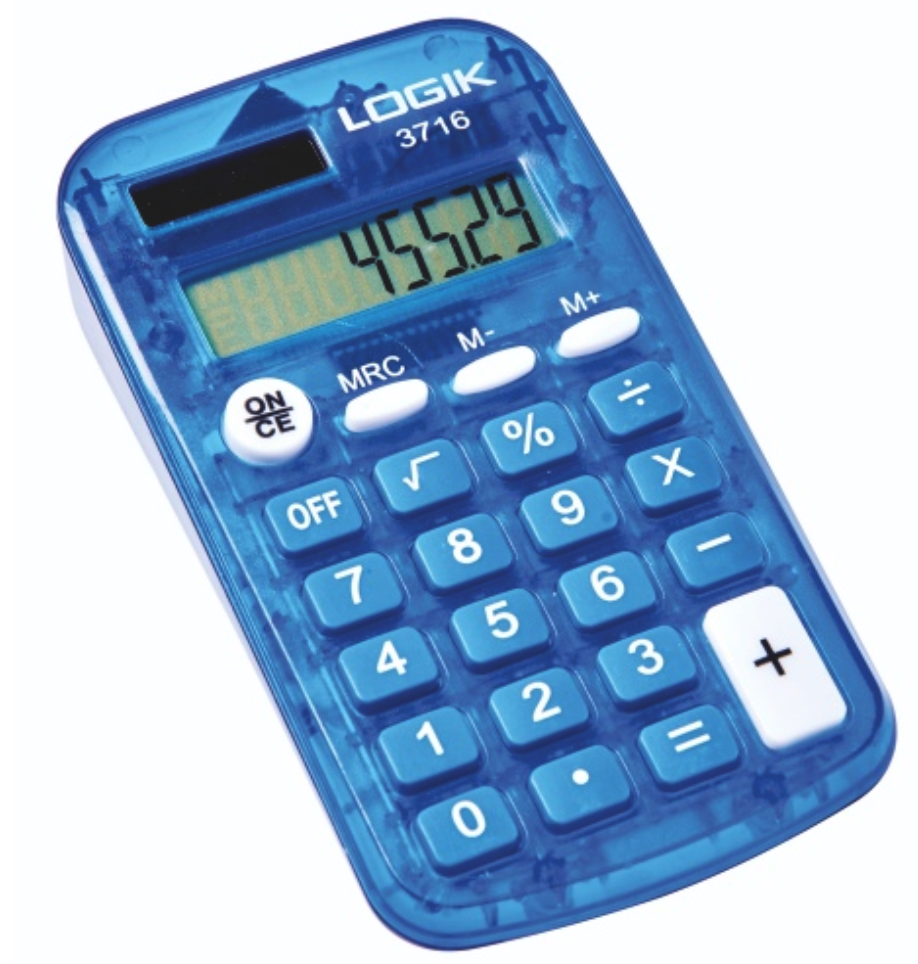 LOGIK
3716
455.29
MRC M- M+
ON
CE
OFF √ % ÷
7 8 9 X
4 5 6 −
1 2 3 +
0 . =